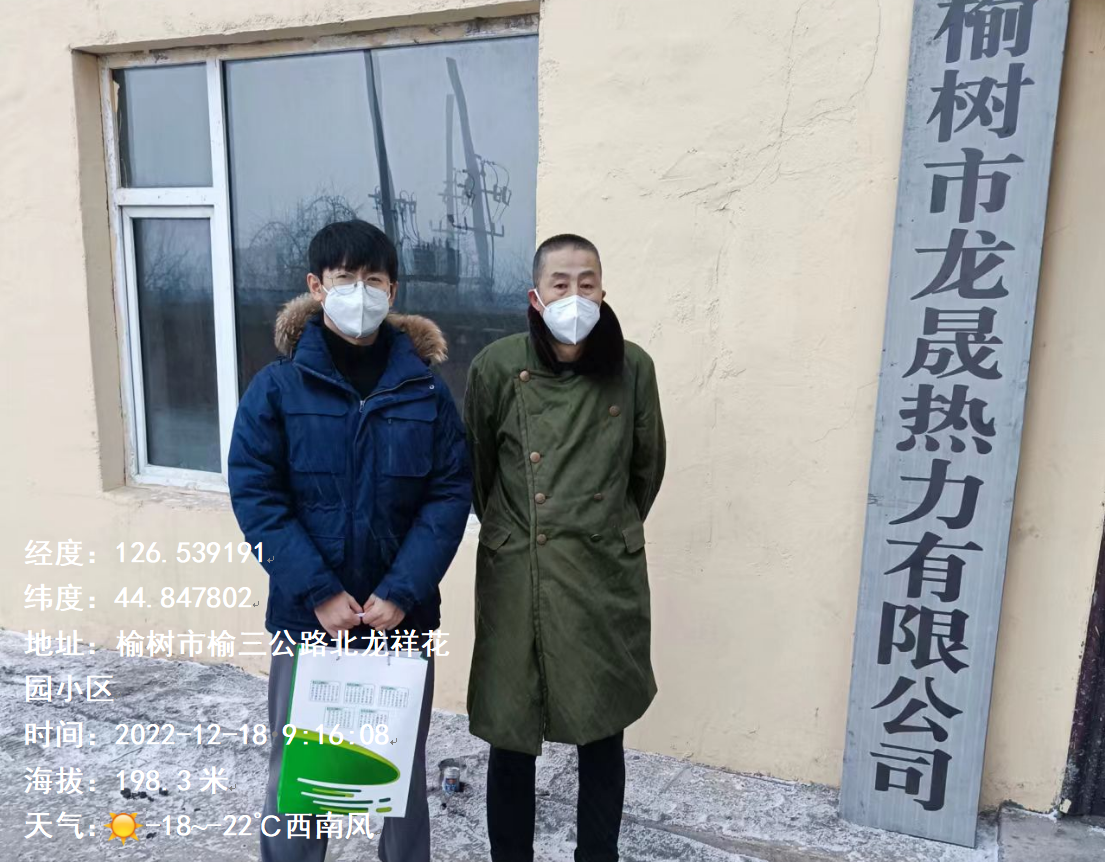 榆树市龙晟热力有限公司
经度：126.539191
纬度：44.847802
地址：榆树市榆三公路北龙祥花
园小区
时间：2022-12-18 9:16:08
海拔：198.3米
天气：☀️-18~-22℃西南风